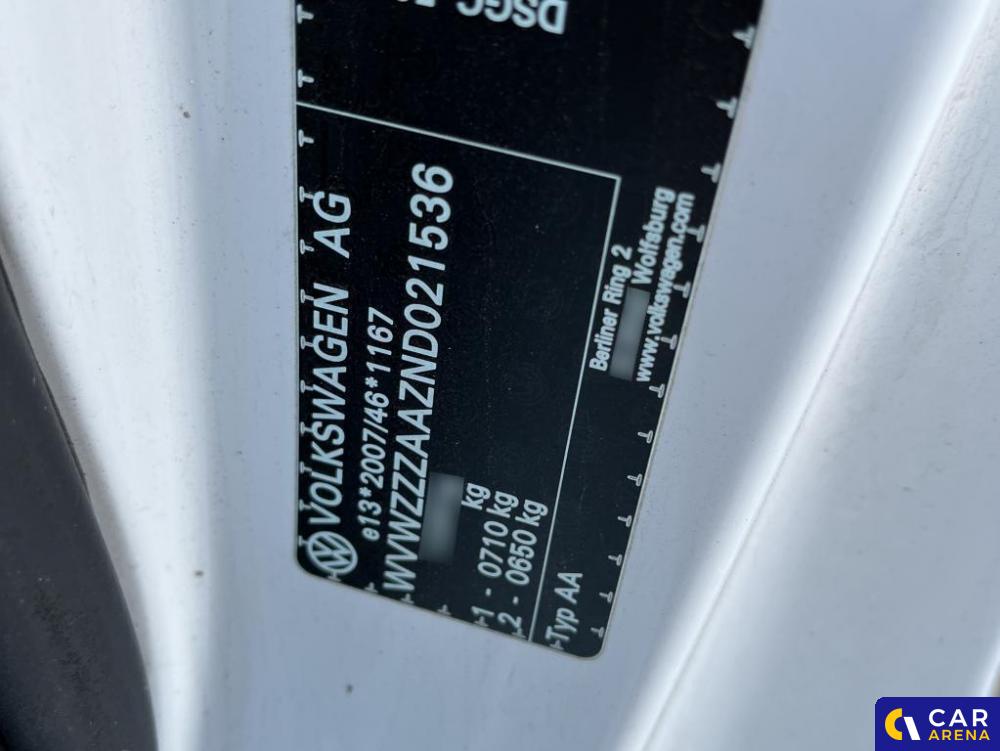 DSGC
VOLKSWAGEN AG
e13*2007/46*1167
WVWZZZAAZND021536
kg
1 - 0710 kg
2 - 0650 kg
Typ AA
Berliner Ring 2
Wolfsburg
www.volkswagen.com
CAR
ARENA